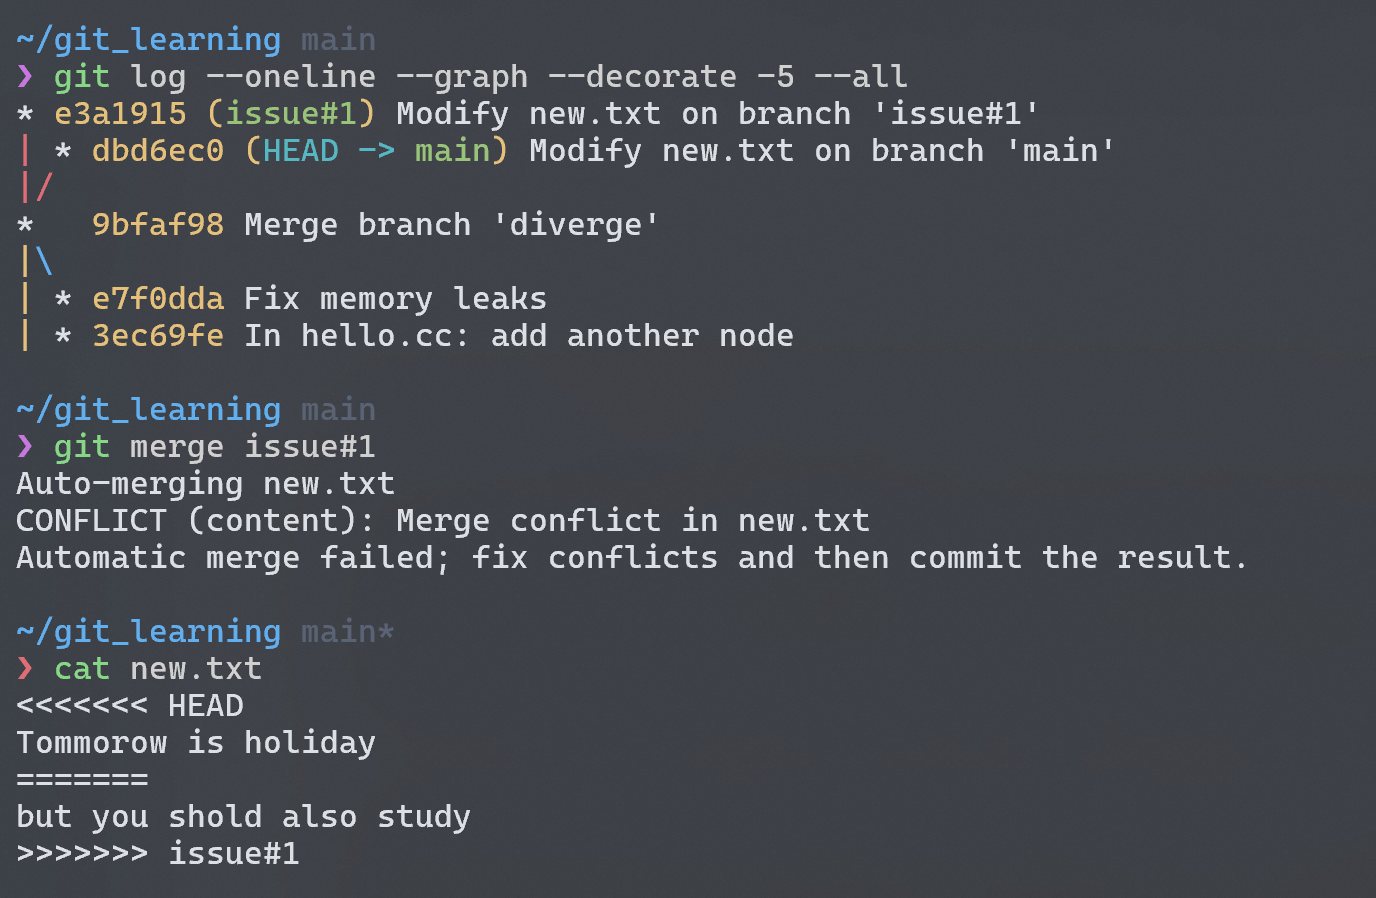 ~/git_learning main
❯ git log --oneline --graph --decorate -5 --all
* e3a1915 (issue#1) Modify new.txt on branch 'issue#1'
| * dbd6ec0 (HEAD -> main) Modify new.txt on branch 'main'
|/
*   9bfaf98 Merge branch 'diverge'
|\
| * e7f0dda Fix memory leaks
| * 3ec69fe In hello.cc: add another node
~/git_learning main
❯ git merge issue#1
Auto-merging new.txt
CONFLICT (content): Merge conflict in new.txt
Automatic merge failed; fix conflicts and then commit the result.
~/git_learning main*
❯ cat new.txt
<<<<<<< HEAD
Tommorow is holiday
=======
but you shold also study
>>>>>>> issue#1